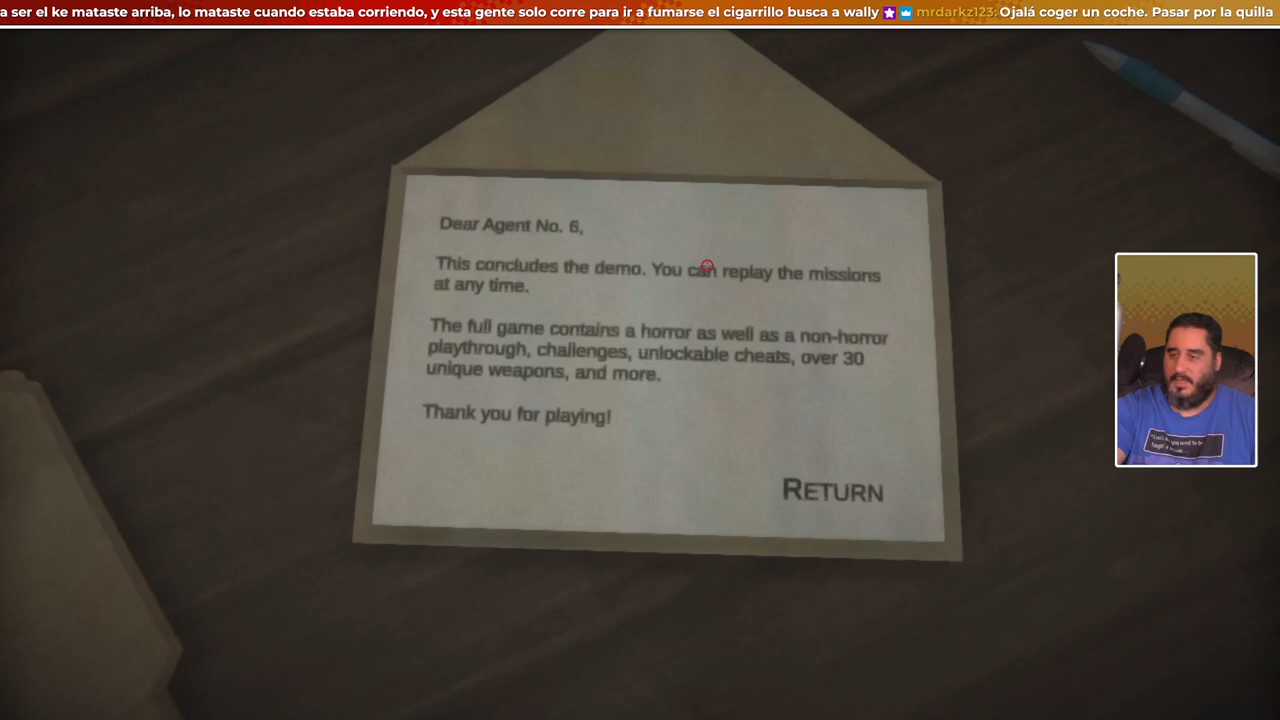 a ser el ke mataste arriba, lo mataste cuando estaba corriendo, y esta gente solo corre para ir a fumarse el cigarrillo busca a wally mrdarkz123: Ojalá coger un coche. Pasar por la quilla
Dear Agent No. 6,
This concludes the demo. You can replay the missions
at any time.
The full game contains a horror as well as a non-horror
playthrough, challenges, unlockable cheats, over 30
unique weapons, and more.
Thank you for playing!
RETURN